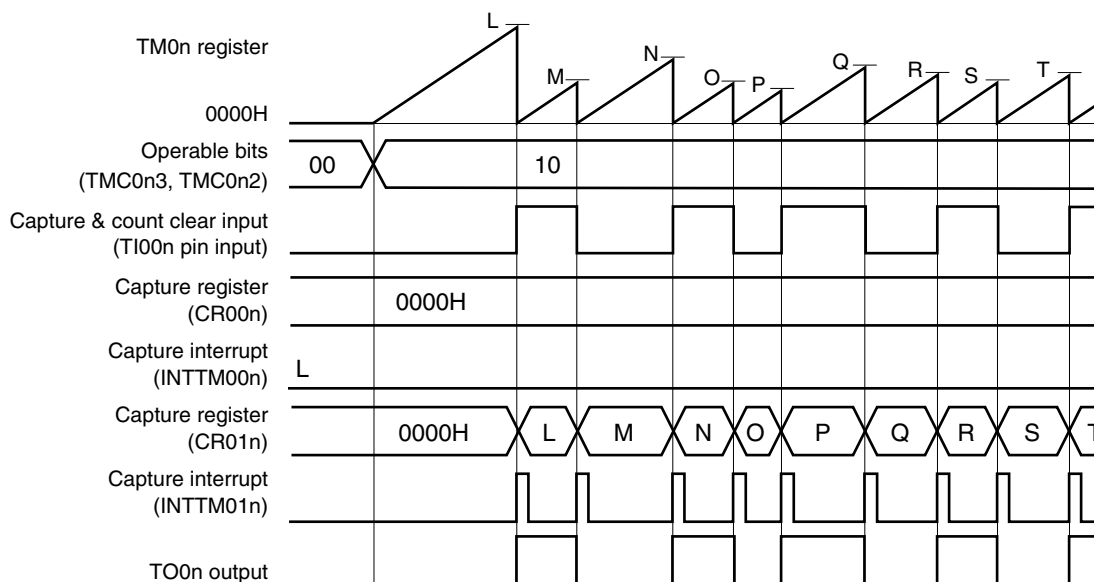 TM0n register
L
M
N
O
P
Q
R
S
T
0000H
Operable bits
(TMC0n3, TMC0n2)
00
10
Capture & count clear input
(TI00n pin input)
Capture register
(CR00n)
0000H
Capture interrupt
(INTTM00n)
L
Capture register
(CR01n)
0000H
L
M
N
O
P
Q
R
S
T
Capture interrupt
(INTTM01n)
TO0n output